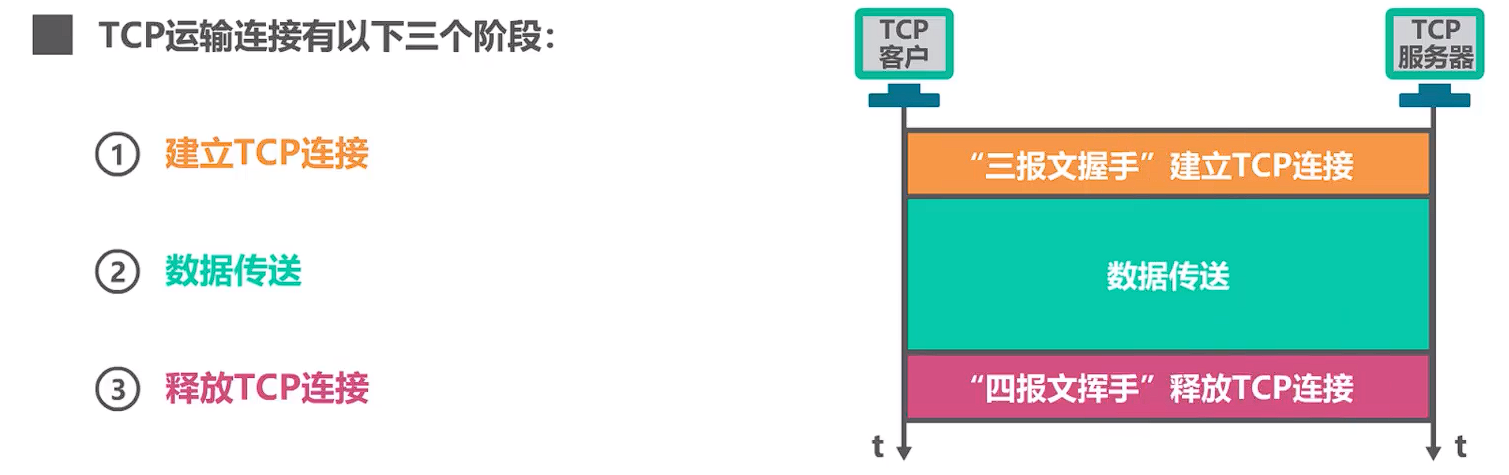 TCP运输连接有以下三个阶段：
① 建立TCP连接
② 数据传送
③ 释放TCP连接
TCP
客户
TCP
服务器
“三报文握手”建立TCP连接
数据传送
“四报文挥手”释放TCP连接
t
t